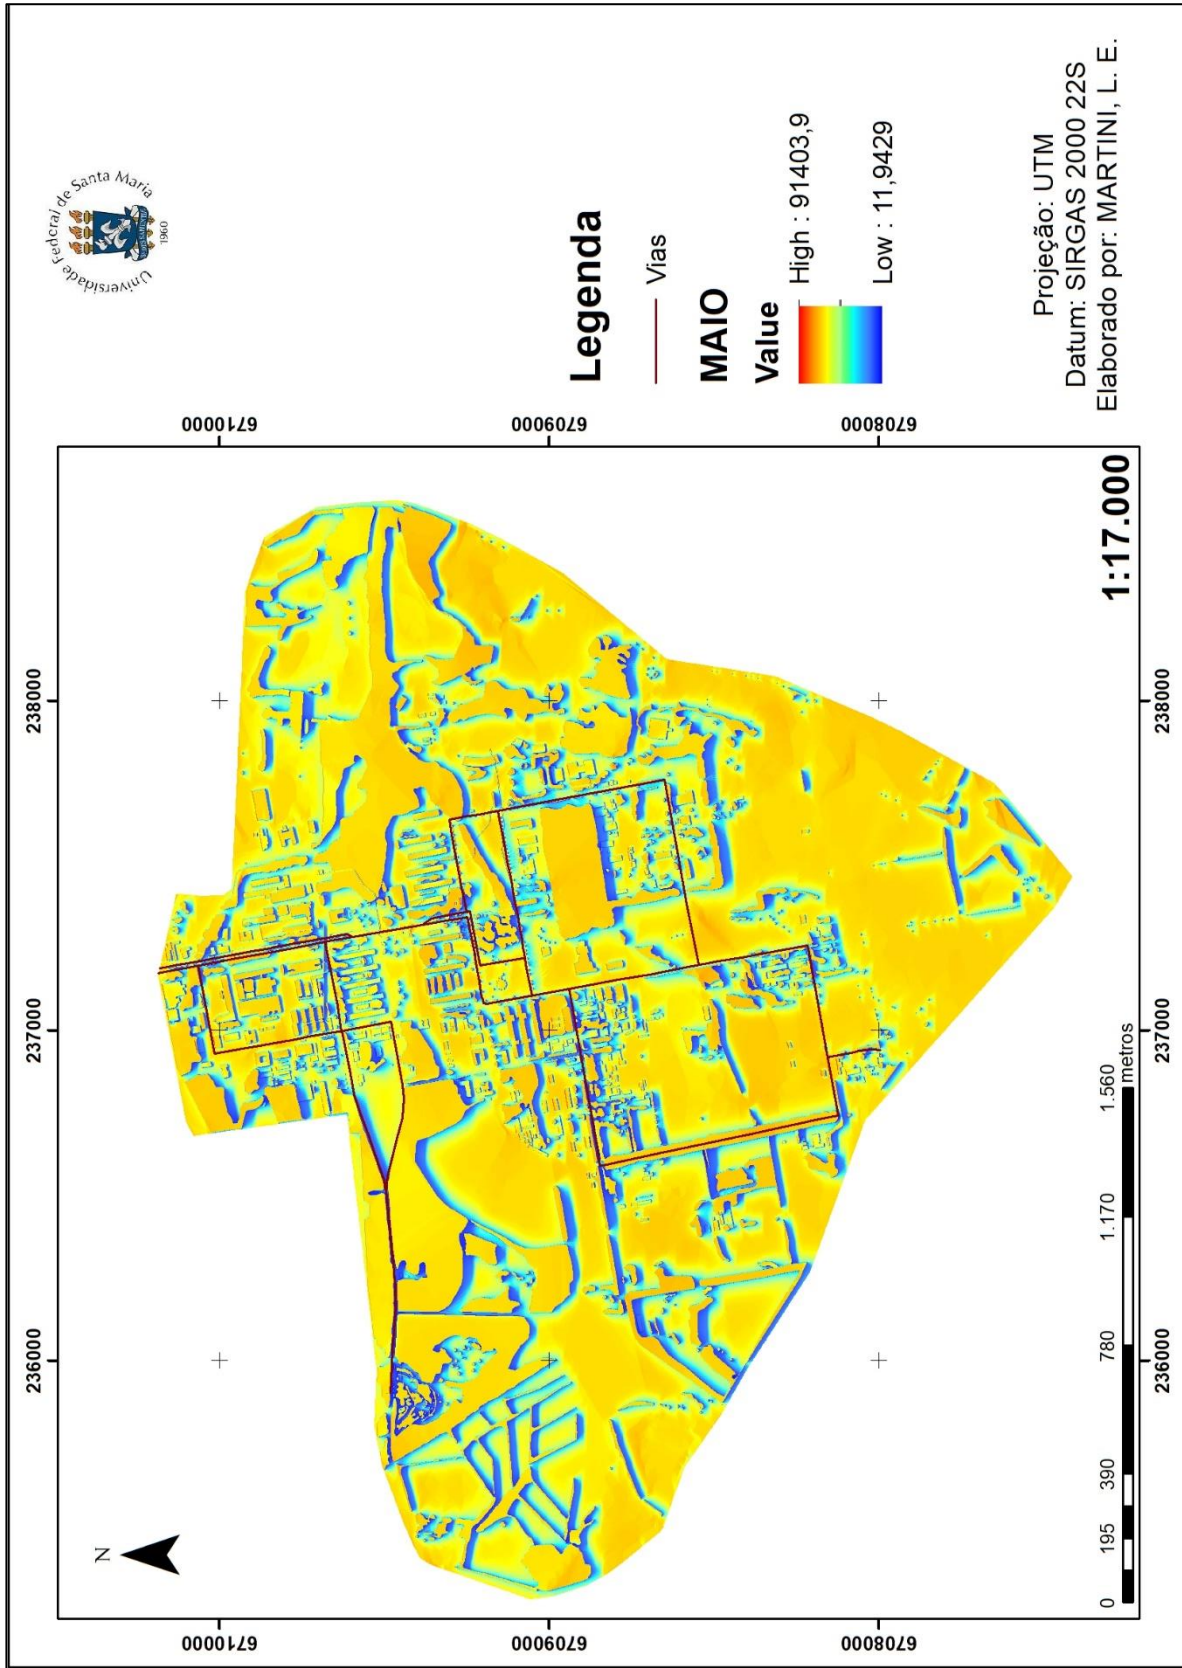 Universidade Federal de Santa Maria
1960
N
236000
237000
238000
6710000
6710000
6709000
6709000
6708000
6708000
236000
237000
238000
0 195 390 780 1.170 1.560
metros
1:17.000
Legenda
Vias
MAIO
Value
High : 91403,9
Low : 11,9429
Projeção: UTM
Datum: SIRGAS 2000 22S
Elaborado por: MARTINI, L. E.